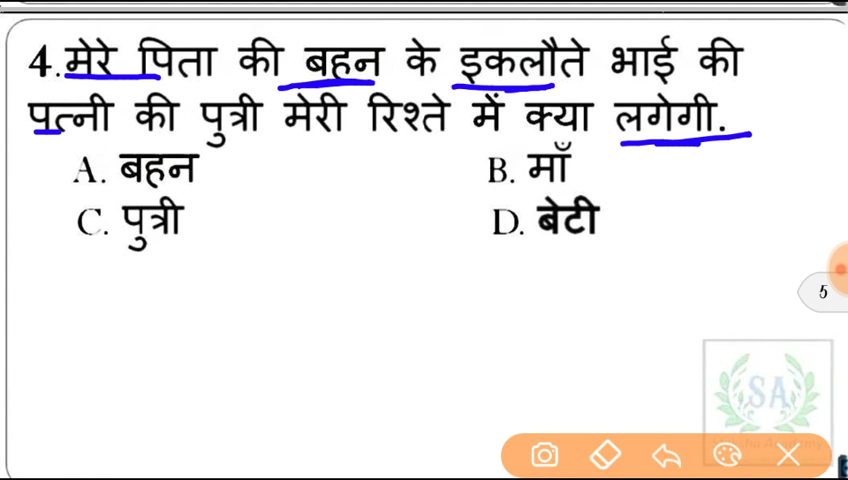 4.मेरे पिता की बहन के इकलौते भाई की
पत्नी की पुत्री मेरी रिश्ते में क्या लगेगी.
A. बहन B. माँ
C. पुत्री D. बेटी
5
SA